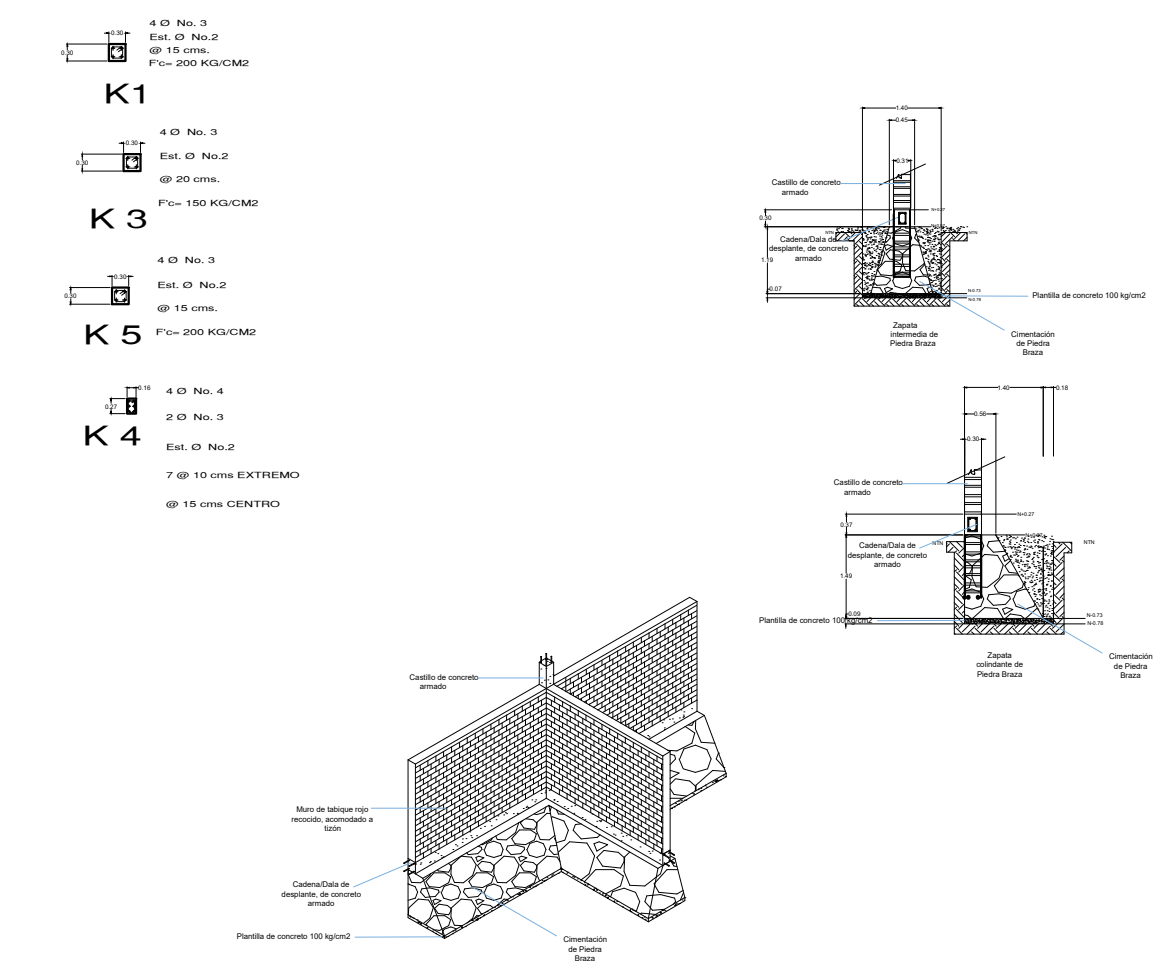 4 Ø No. 3
0.30
Est. Ø No.2
0.30
@ 15 cms.
F'c= 200 KG/CM2
K1
4 Ø No. 3
0.30
Est. Ø No.2
0.30
@ 20 cms.
F'c= 150 KG/CM2
K 3
4 Ø No. 3
0.30
Est. Ø No.2
0.30
@ 15 cms.
F'c= 200 KG/CM2
K 5
0.16
4 Ø No. 4
0.27
2 Ø No. 3
K 4
Est. Ø No.2
7 @ 10 cms EXTREMO
@ 15 cms CENTRO
1.40
0.45
0.31
Castillo de concreto
armado
N+0.27
0.30
NTN
NTN
Cadena/Dala de
desplante, de concreto
armado
1.19
0.07
N-0.73
N-0.79
Plantilla de concreto 100 kg/cm2
Zapata
intermedia de
Piedra Braza
Cimentación
de Piedra
Braza
1.40
0.18
0.56
0.30
Castillo de concreto
armado
N+0.27
0.37
NTN
NTN
Cadena/Dala de
desplante, de concreto
armado
1.49
0.09
N-0.73
N-0.78
Plantilla de concreto 100 kg/cm2
Zapata
colindante de
Piedra Braza
Cimentación
de Piedra
Braza
Castillo de concreto
armado
Muro de tabique rojo
recocido, acomodado a
tizón
Cadena/Dala de
desplante, de concreto
armado
Plantilla de concreto 100 kg/cm2
Cimentación
de Piedra
Braza